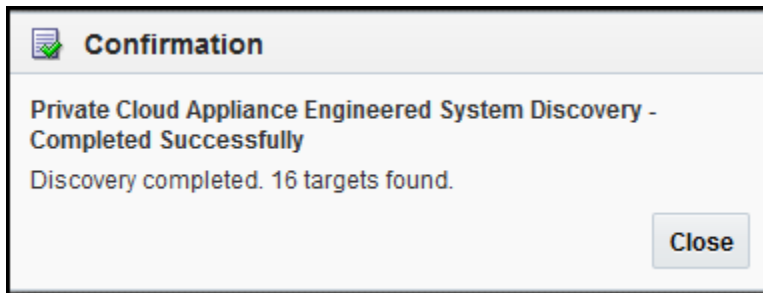 Confirmation
Private Cloud Appliance Engineered System Discovery -
Completed Successfully
Discovery completed. 16 targets found.
Close